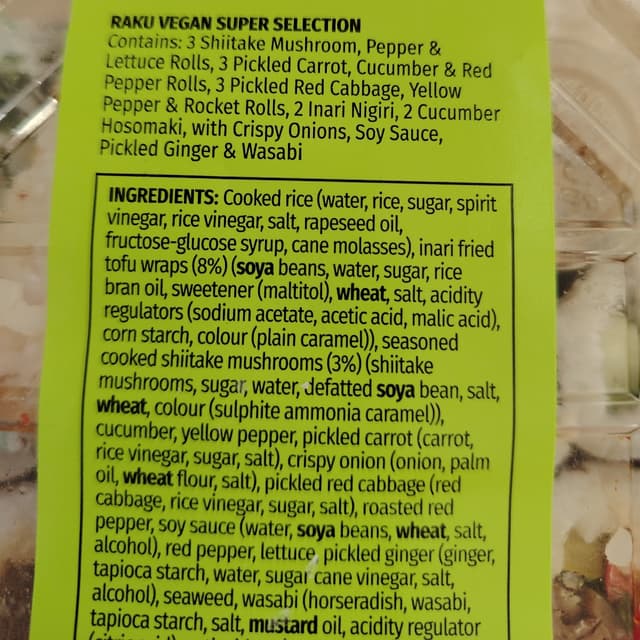 RAKU VEGAN SUPER SELECTION
Contains: 3 Shiitake Mushroom, Pepper &
Lettuce Rolls, 3 Pickled Carrot, Cucumber & Red
Pepper Rolls, 3 Pickled Red Cabbage, Yellow
Pepper & Rocket Rolls, 2 Inari Nigiri, 2 Cucumber
Hosomaki, with Crispy Onions, Soy Sauce,
Pickled Ginger & Wasabi
INGREDIENTS: Cooked rice (water, rice, sugar, spirit
vinegar, rice vinegar, salt, rapeseed oil,
fructose-glucose syrup, cane molasses), inari fried
tofu wraps (8%) (soya beans, water, sugar, rice
bran oil, sweetener (maltitol), wheat, salt, acidity
regulators (sodium acetate, acetic acid, malic acid),
corn starch, colour (plain caramel)), seasoned
cooked shiitake mushrooms (3%) (shiitake
mushrooms, sugar, water, defatted soya bean, salt,
wheat, colour (sulphite ammonia caramel)),
cucumber, yellow pepper, pickled carrot (carrot,
rice vinegar, sugar, salt), crispy onion (onion, palm
oil, wheat flour, salt), pickled red cabbage (red
cabbage, rice vinegar, sugar, salt), roasted red
pepper, soy sauce (water, soya beans, wheat, salt,
alcohol), red pepper, lettuce, pickled ginger (ginger,
tapioca starch, water, sugar cane vinegar, salt,
alcohol), seaweed, wasabi (horseradish, wasabi,
tapioca starch, salt, mustard oil, acidity regulator